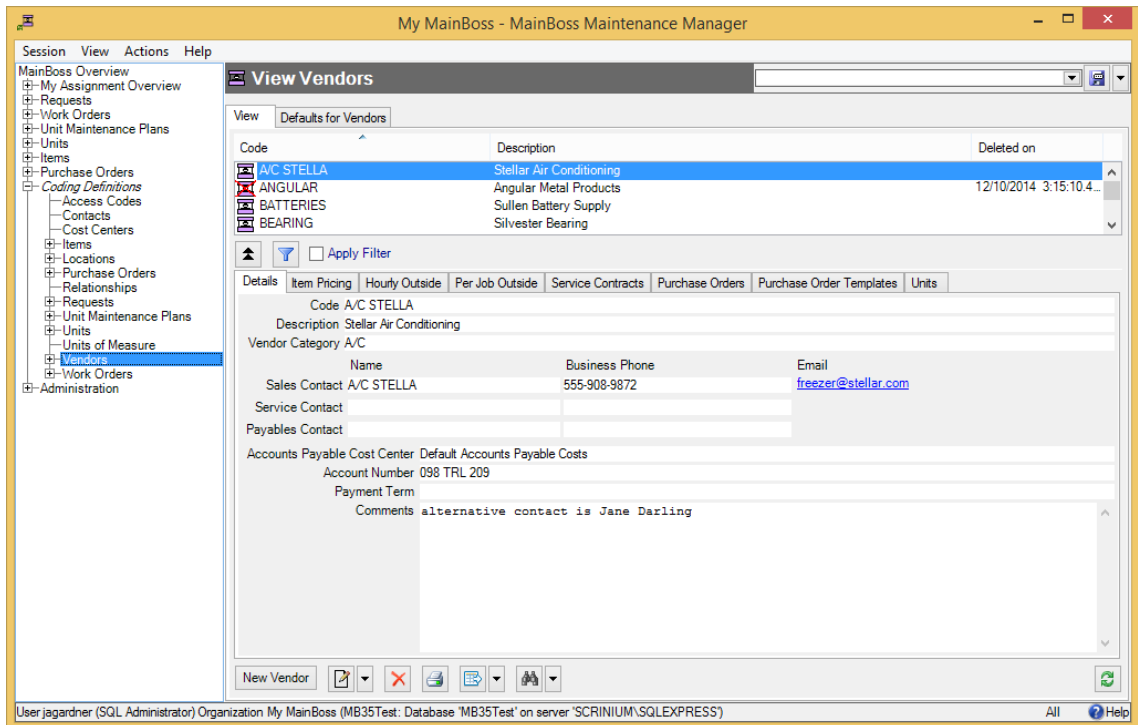 My MainBoss - MainBoss Maintenance Manager
Session View Actions Help
MainBoss Overview
My Assignment Overview
Requests
Work Orders
Unit Maintenance Plans
Units
Items
Purchase Orders
Coding Definitions
Access Codes
Contacts
Cost Centers
Items
Locations
Purchase Orders
Relationships
Requests
Unit Maintenance Plans
Units
Units of Measure
Vendors
Work Orders
Administration
View Vendors
View Defaults for Vendors
Code Description Deleted on
A/C STELLA Stellar Air Conditioning
ANGULAR Angular Metal Products 12/10/2014 3:15:10.4...
BATTERIES Sullen Battery Supply
BEARING Silvester Bearing
Apply Filter
Details Item Pricing Hourly Outside Per Job Outside Service Contracts Purchase Orders Purchase Order Templates Units
Code A/C STELLA
Description Stellar Air Conditioning
Vendor Category A/C
Name Business Phone Email
Sales Contact A/C STELLA 555-908-9872 freezer@stellar.com
Service Contact
Payables Contact
Accounts Payable Cost Center Default Accounts Payable Costs
Account Number 098 TRL 209
Payment Term
Comments alternative contact is Jane Darling
New Vendor
User jagardner (SQL Administrator) Organization My MainBoss (MB35Test: Database 'MB35Test' on server 'SCRINIUM\SQLEXPRESS') All Help